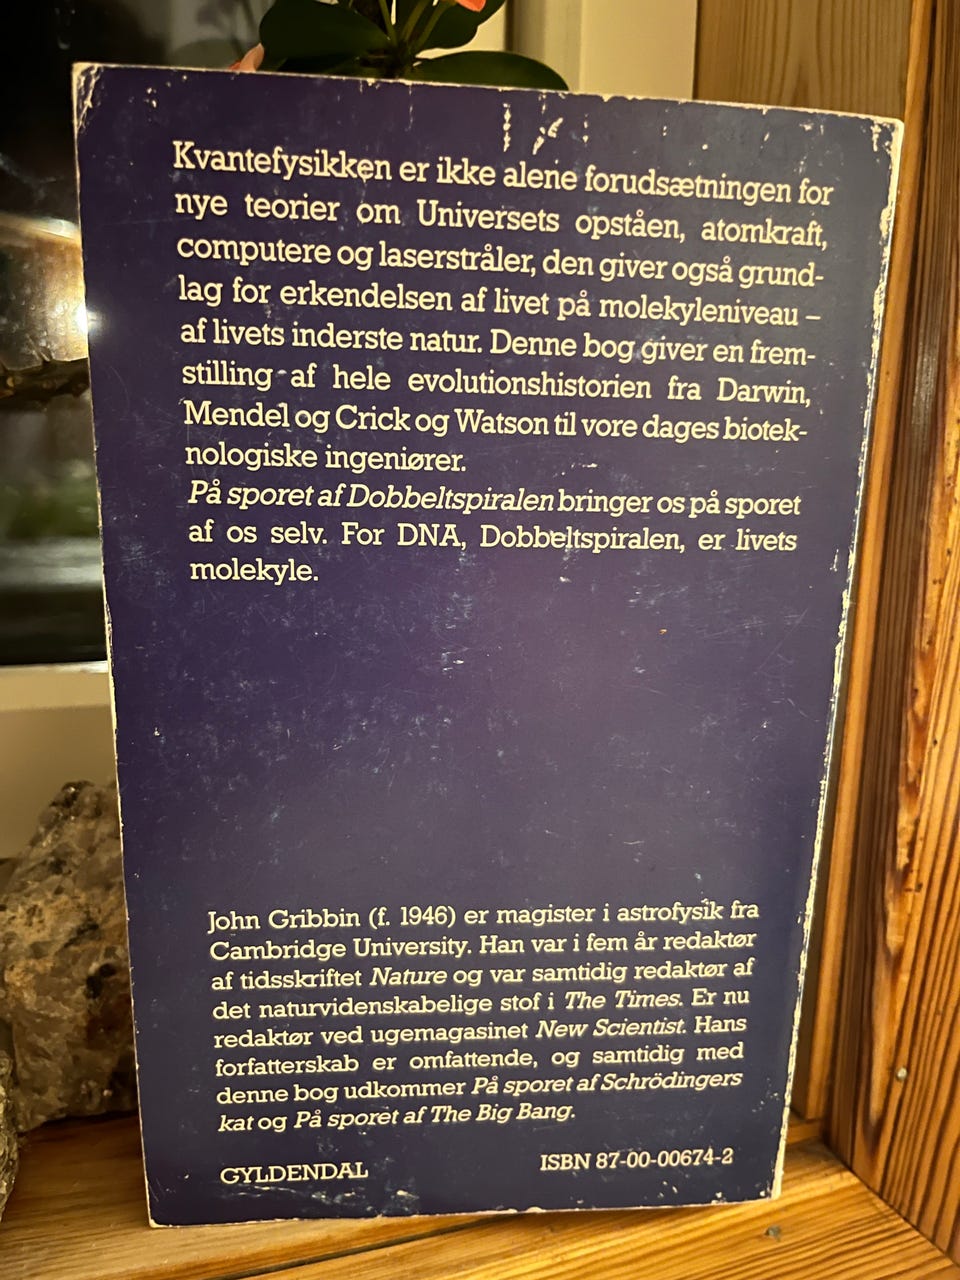 Kvantefysikken er ikke alene forudsætningen for
nye teorier om Universets opståen, atomkraft,
computere og laserstråler, den giver også grund-
lag for erkendelsen af livet på molekyleniveau –
af livets inderste natur. Denne bog giver en frem-
stilling af hele evolutionshistorien fra Darwin,
Mendel og Crick og Watson til vore dages biotek-
nologiske ingeniører.
På sporet af Dobbeltspiralen bringer os på sporet
af os selv. For DNA, Dobbeltspiralen, er livets
molekyle.
John Gribbin (f. 1946) er magister i astrofysik fra
Cambridge University. Han var i fem år redaktør
af tidsskriftet Nature og var samtidig redaktør af
det naturvidenskabelige stof i The Times. Er nu
redaktør ved ugemagasinet New Scientist. Hans
forfatterskab er omfattende, og samtidig med
denne bog udkommer På sporet af Schrödingers
kat og På sporet af The Big Bang.
GYLDENDAL
ISBN 87-00-00674-2